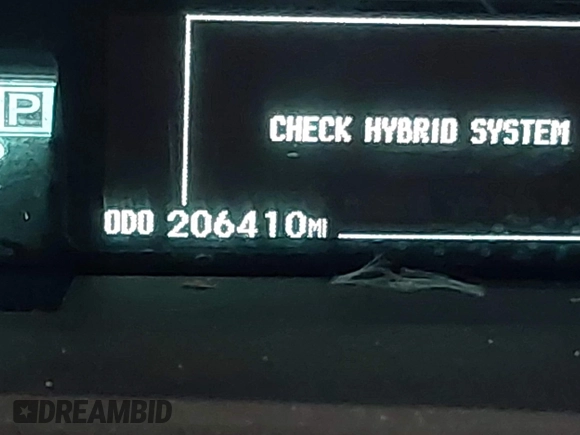 P
CHECK HYBRID SYSTEM
ODO 206410MI
DREAMBID